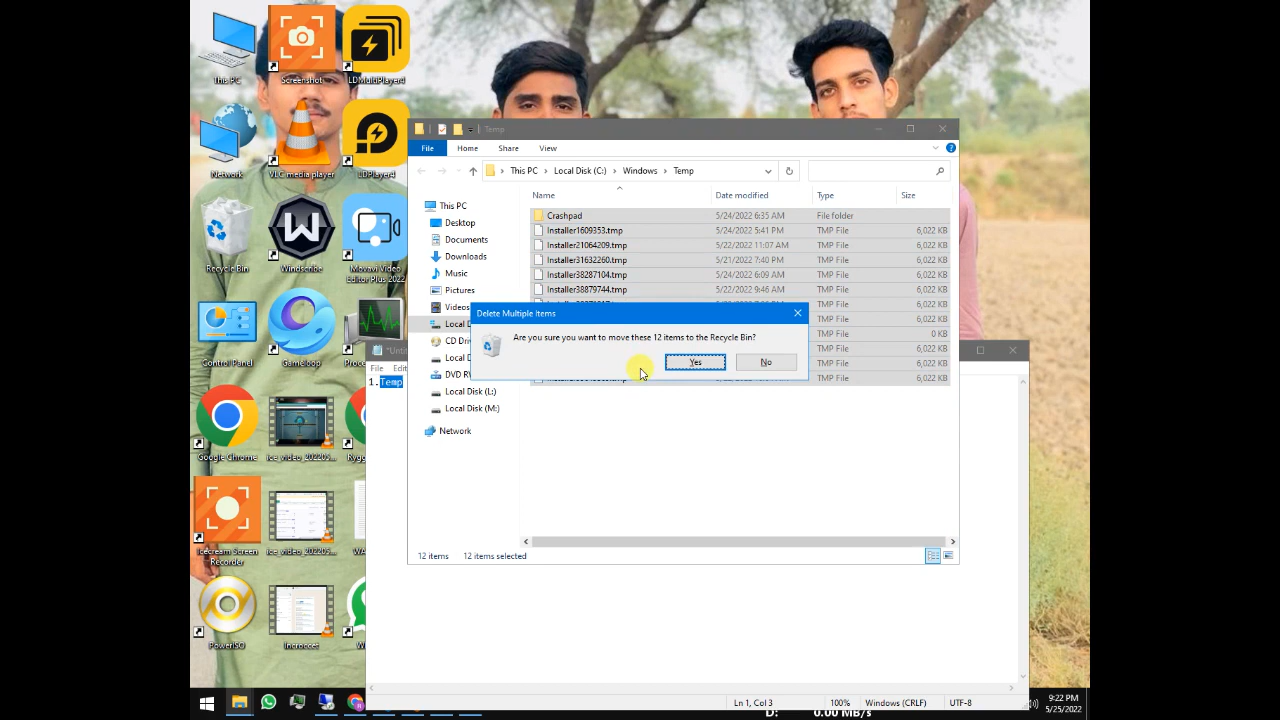 This PC
Screenshot
LDMultiPlayer4
Network
VLC media player
LDPlayer4
Recycle Bin
Windscribe
Movavi Video
Editor Plus 2022
Control Panel
Gameloop
Google Chrome
ice_video_202205...
Icecream Screen
Recorder
ice_video_202205...
PowerISO
Temp
File
Home
Share
View
This PC
Local Disk (C:)
Windows
Temp
Name
Date modified
Type
Size
This PC
Desktop
Documents
Downloads
Music
Pictures
Videos
Local Disk (L:)
Local Disk (M:)
Network
Crashpad 5/24/2022 6:35 AM File folder
Installer1609353.tmp 5/24/2022 5:41 PM TMP File 6,022 KB
Installer21064209.tmp 5/22/2022 11:07 AM TMP File 6,022 KB
Installer31632260.tmp 5/21/2022 7:40 PM TMP File 6,022 KB
Installer38287104.tmp 5/24/2022 6:09 AM TMP File 6,022 KB
Installer38879744.tmp 5/22/2022 9:46 AM TMP File 6,022 KB
TMP File 6,022 KB
TMP File 0 KB
TMP File 6,022 KB
TMP File 6,022 KB
TMP File 6,022 KB
Delete Multiple Items
Are you sure you want to move these 12 items to the Recycle Bin?
Yes
No
12 items
12 items selected
File
1.Temp
Ln 1, Col 3
100%
Windows (CRLF)
UTF-8
9:22 PM
5/25/2022
D:
0.00 MB/s